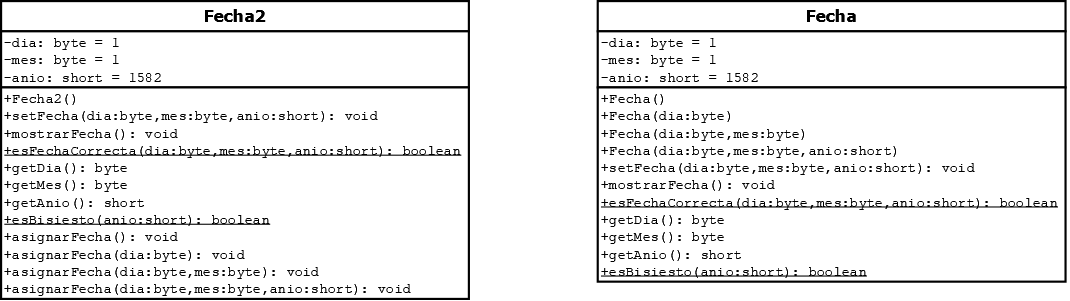 Fecha2
-dia: byte = 1
-mes: byte = 1
-anio: short = 1582
+Fecha2()
+setFecha(dia:byte,mes:byte,anio:short): void
+mostrarFecha(): void
+esFechaCorrecta(dia:byte,mes:byte,anio:short): boolean
+getDia(): byte
+getMes(): byte
+getAnio(): short
+esBisiesto(anio:short): boolean
+asignarFecha(): void
+asignarFecha(dia:byte): void
+asignarFecha(dia:byte,mes:byte): void
+asignarFecha(dia:byte,mes:byte,anio:short): void
Fecha
-dia: byte = 1
-mes: byte = 1
-anio: short = 1582
+Fecha()
+Fecha(dia:byte)
+Fecha(dia:byte,mes:byte)
+Fecha(dia:byte,mes:byte,anio:short)
+setFecha(dia:byte,mes:byte,anio:short): void
+mostrarFecha(): void
+esFechaCorrecta(dia:byte,mes:byte,anio:short): boolean
+getDia(): byte
+getMes(): byte
+getAnio(): short
+esBisiesto(anio:short): boolean